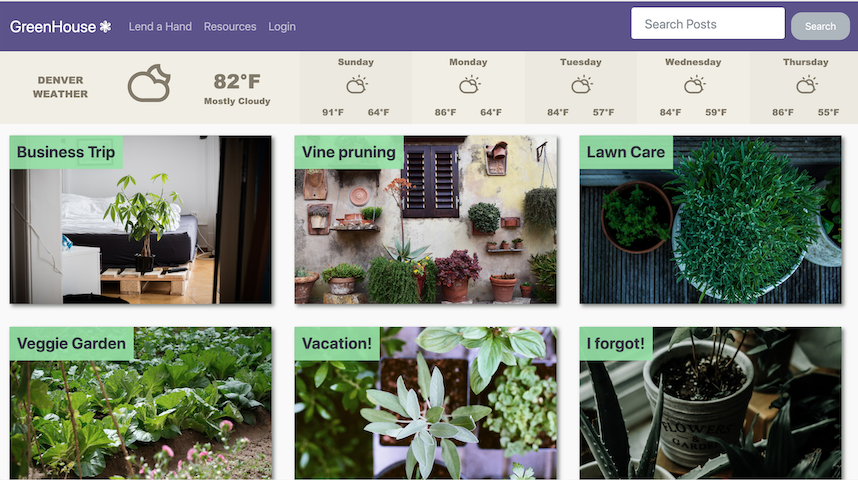 GreenHouse
Lend a Hand
Resources
Login
Search Posts
Search
DENVER
WEATHER
82°F
Mostly Cloudy
Sunday
91°F 64°F
Monday
86°F 64°F
Tuesday
84°F 57°F
Wednesday
84°F 59°F
Thursday
86°F 55°F
Business Trip
Vine pruning
Lawn Care
Veggie Garden
Vacation!
I forgot!
FLOWERS
&
GARDEN